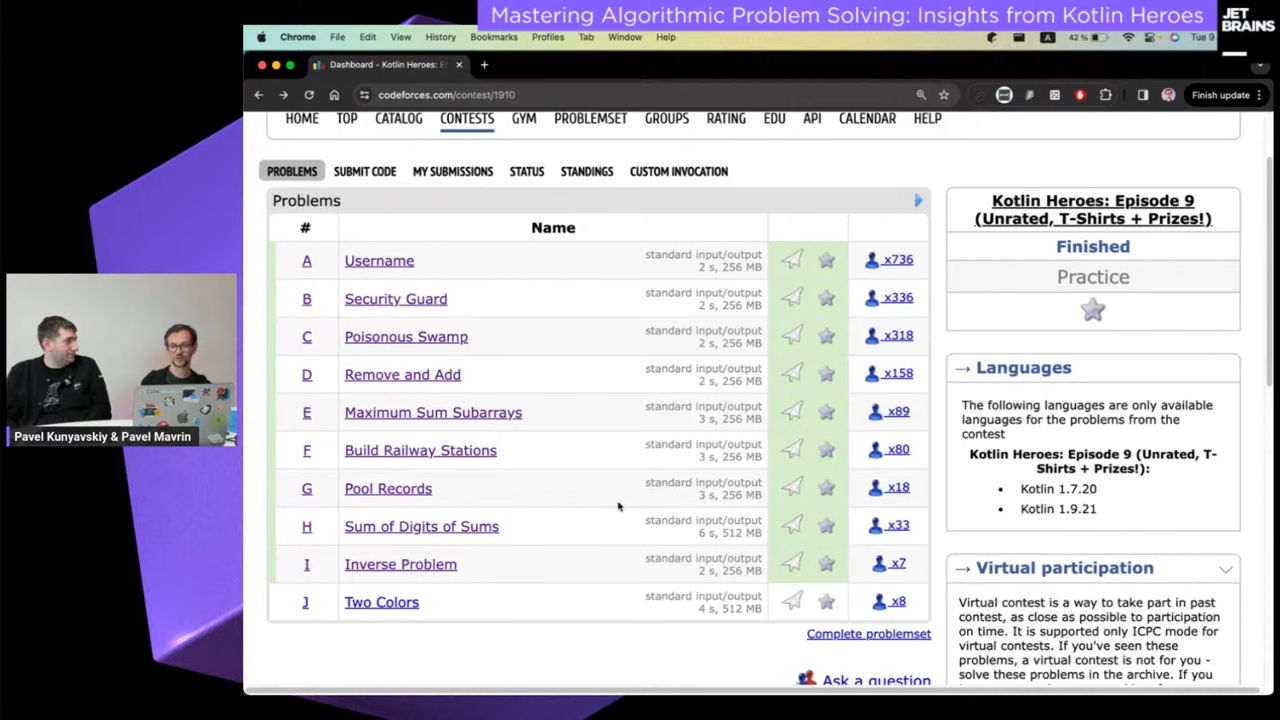 Mastering Algorithmic Problem Solving: Insights from Kotlin Heroes
JET
BRAINS
Chrome File Edit View History Bookmarks Profiles Tab Window Help
A 42 % Tue 9
Dashboard - Kotlin Heroes: E
codeforces.com/contest/1910
Finish update
HOME TOP CATALOG CONTESTS GYM PROBLEMSET GROUPS RATING EDU API CALENDAR HELP
PROBLEMS SUBMIT CODE MY SUBMISSIONS STATUS STANDINGS CUSTOM INVOCATION
Problems
# Name
A Username standard input/output 2 s, 256 MB x736
B Security Guard standard input/output 2 s, 256 MB x336
C Poisonous Swamp standard input/output 2 s, 256 MB x318
D Remove and Add standard input/output 2 s, 256 MB x158
E Maximum Sum Subarrays standard input/output 3 s, 256 MB x89
F Build Railway Stations standard input/output 3 s, 256 MB x80
G Pool Records standard input/output 3 s, 256 MB x18
H Sum of Digits of Sums standard input/output 6 s, 512 MB x33
I Inverse Problem standard input/output 2 s, 256 MB x7
J Two Colors standard input/output 4 s, 512 MB x8
Complete problemset
Ask a question
Kotlin Heroes: Episode 9
(Unrated, T-Shirts + Prizes!)
Finished
Practice
→ Languages
The following languages are only available
languages for the problems from the
contest
Kotlin Heroes: Episode 9 (Unrated, T-
Shirts + Prizes!):
• Kotlin 1.7.20
• Kotlin 1.9.21
→ Virtual participation
Virtual contest is a way to take part in past
contest, as close as possible to participation
on time. It is supported only ICPC mode for
virtual contests. If you've seen these
problems, a virtual contest is not for you -
solve these problems in the archive. If you
Pavel Kunyavskiy & Pavel Mavrin